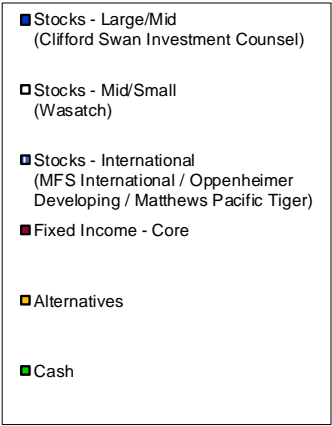 Stocks - Large/Mid
(Clifford Swan Investment Counsel)
Stocks - Mid/Small
(Wasatch)
Stocks - International
(MFS International / Oppenheimer
Developing / Matthews Pacific Tiger)
Fixed Income - Core
Alternatives
Cash